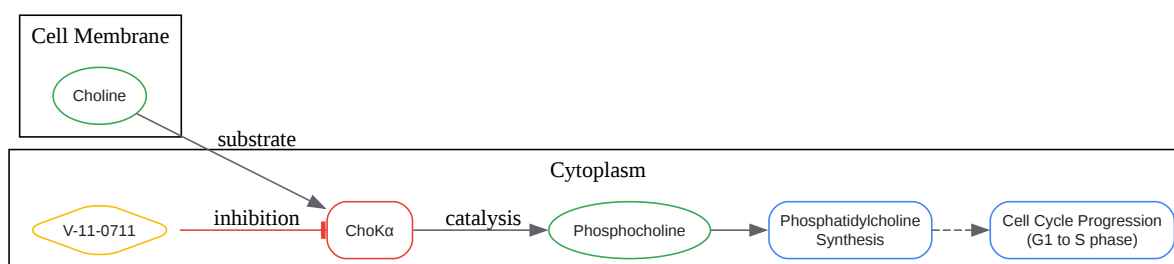 Cell Membrane
Choline
substrate
Cytoplasm
V-11-0711
inhibition
ChoKα
catalysis
Phosphocholine
Phosphatidylcholine
Synthesis
Cell Cycle Progression
(G1 to S phase)